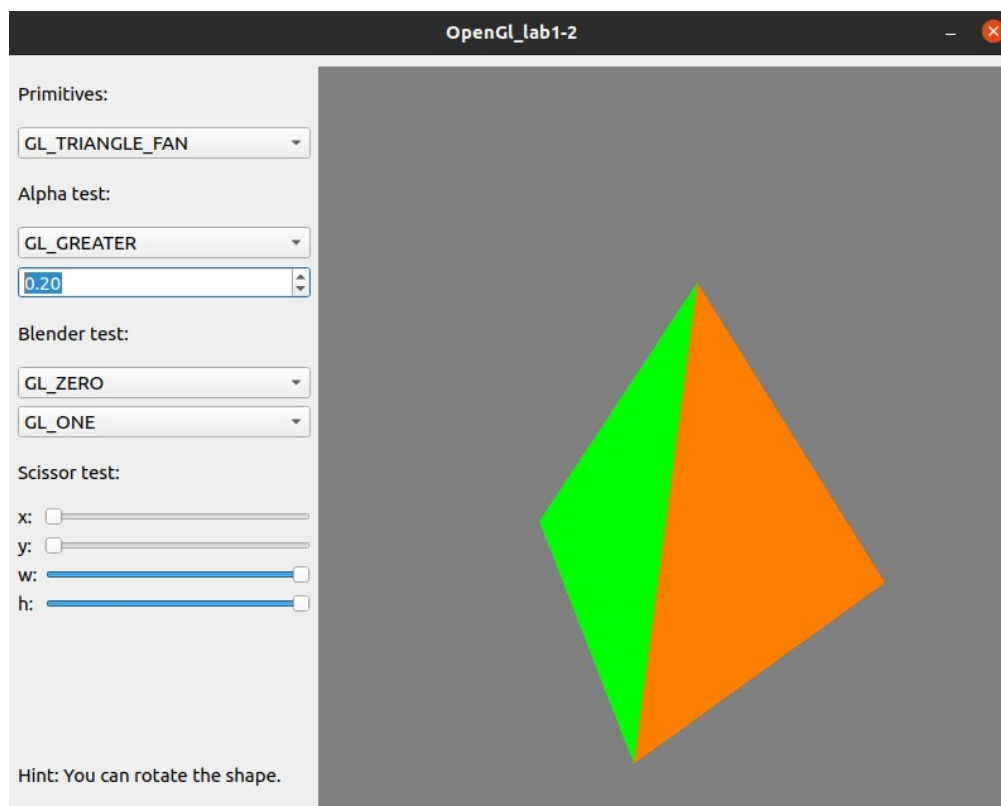 OpenGl_lab1-2
Primitives:
GL_TRIANGLE_FAN
Alpha test:
GL_GREATER
0.20
Blender test:
GL_ZERO
GL_ONE
Scissor test:
x:
y:
w:
h:
Hint: You can rotate the shape.